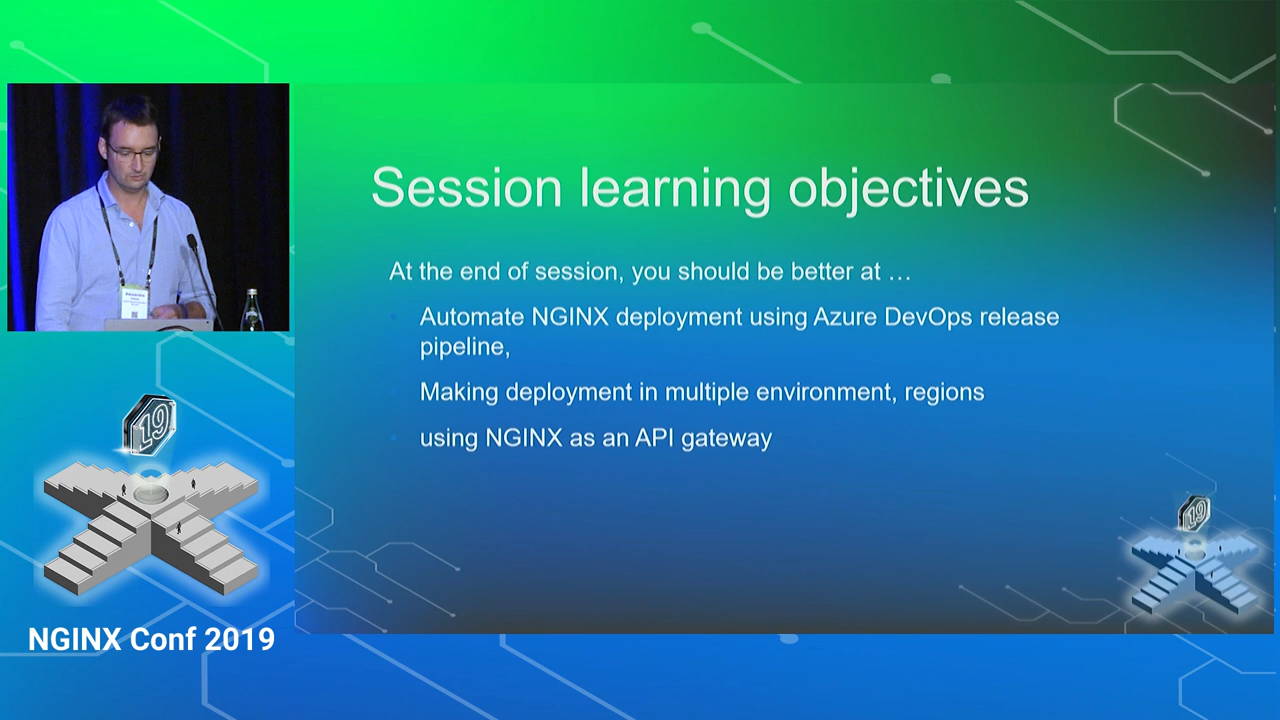 Session learning objectives
At the end of session, you should be better at …
Automate NGINX deployment using Azure DevOps release
pipeline,
Making deployment in multiple environment, regions
using NGINX as an API gateway
19
19
NGINX Conf 2019